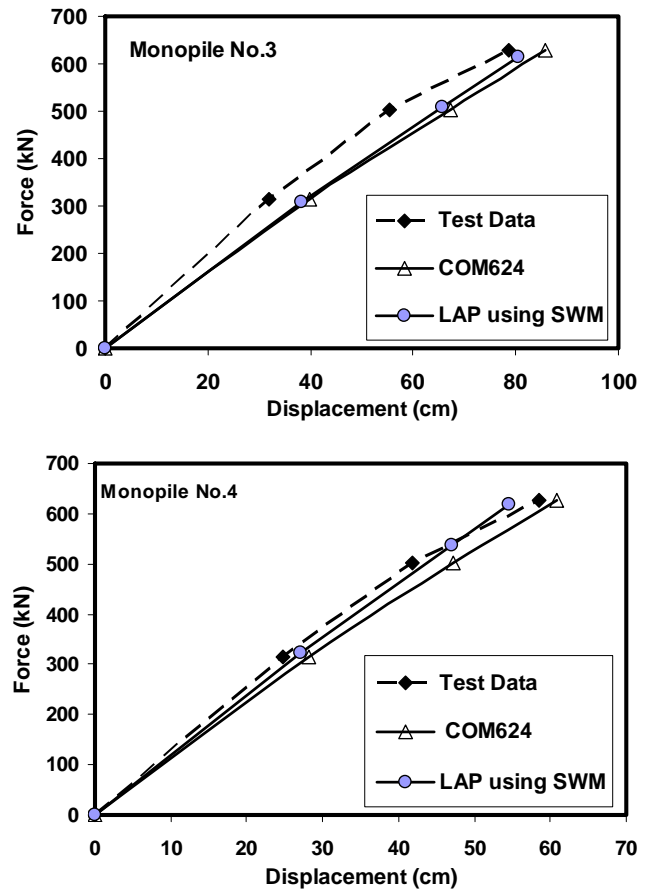 700
600
500
400
300
200
100
0
Force (kN)
Monopile No.3
Test Data
COM624
LAP using SWM
0 20 40 60 80 100
Displacement (cm)
700
600
500
400
300
200
100
0
Force (kN)
Monopile No.4
Test Data
COM624
LAP using SWM
0 10 20 30 40 50 60 70
Displacement (cm)